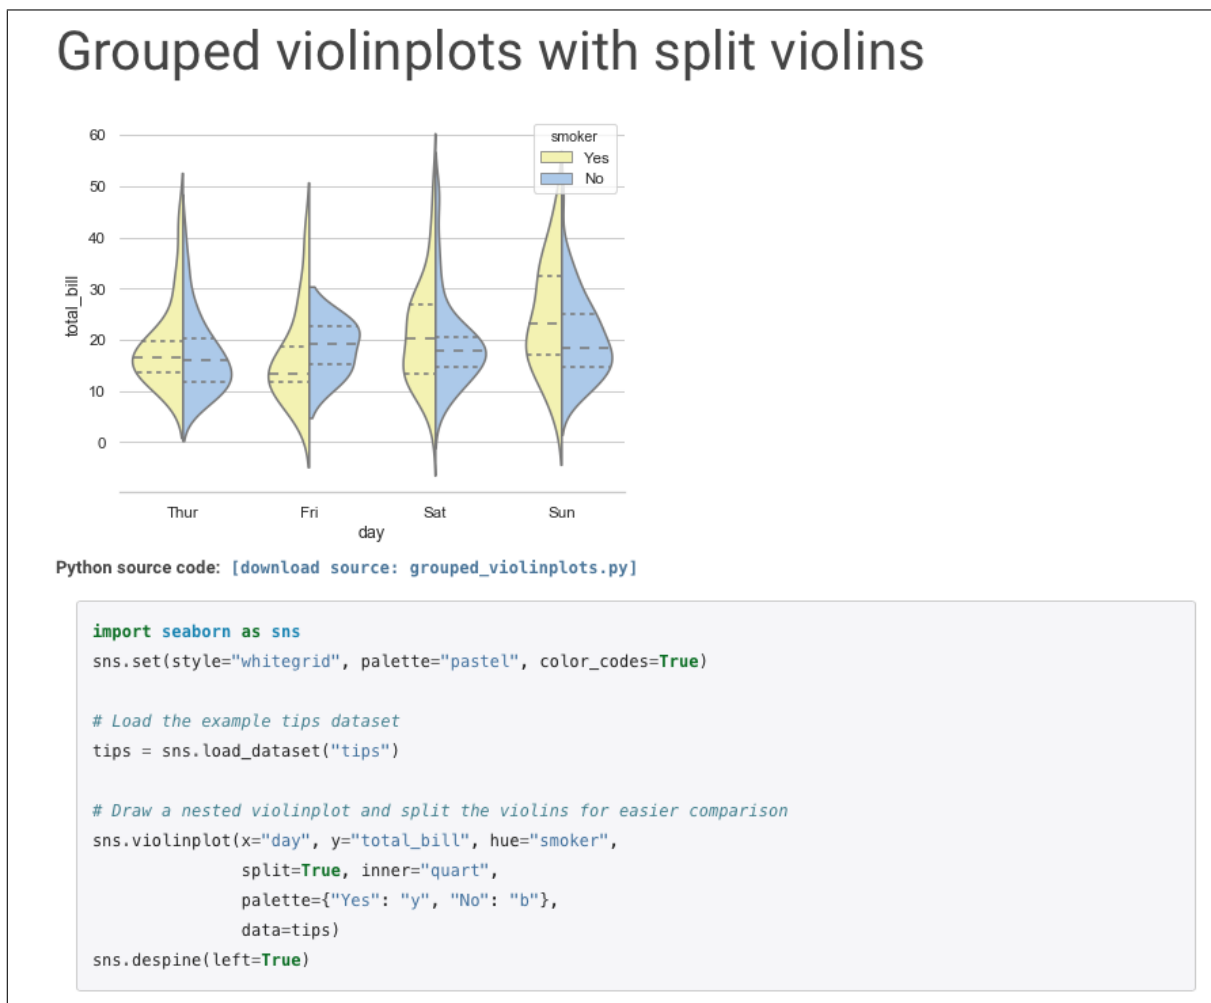 Grouped violinplots with split violins
smoker
Yes
No
60
50
40
30
20
10
0
total_bill
Thur Fri Sat Sun
day
Python source code: [download source: grouped_violinplots.py]
import seaborn as sns
sns.set(style="whitegrid", palette="pastel", color_codes=True)
# Load the example tips dataset
tips = sns.load_dataset("tips")
# Draw a nested violinplot and split the violins for easier comparison
sns.violinplot(x="day", y="total_bill", hue="smoker",
split=True, inner="quart",
palette={"Yes": "y", "No": "b"},
data=tips)
sns.despine(left=True)